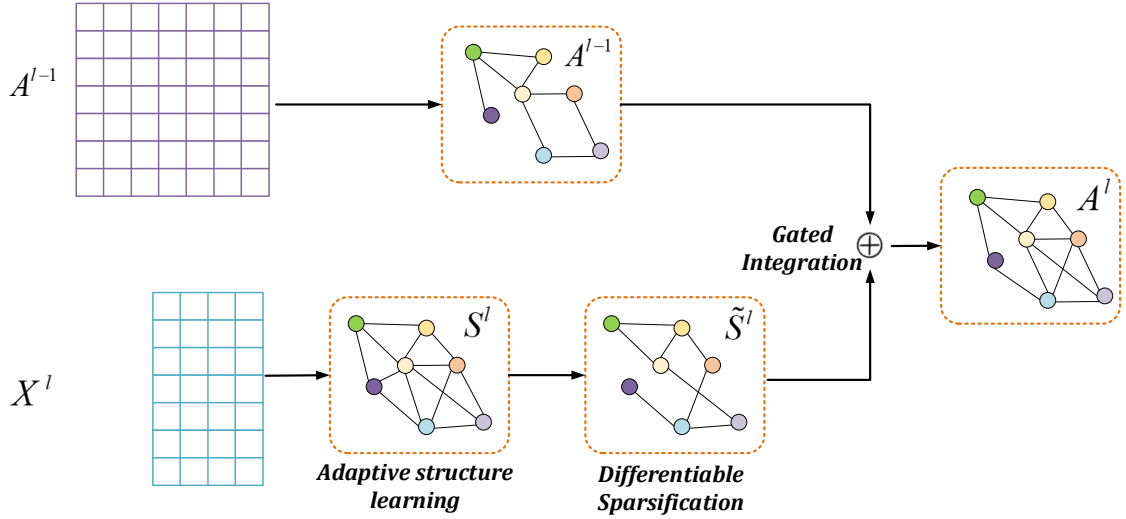 A^{l-1}
A^{l-1}
A^l
Gated
Integration
X^l
S^l
S̃^l
Adaptive structure
learning
Differentiable
Sparsification